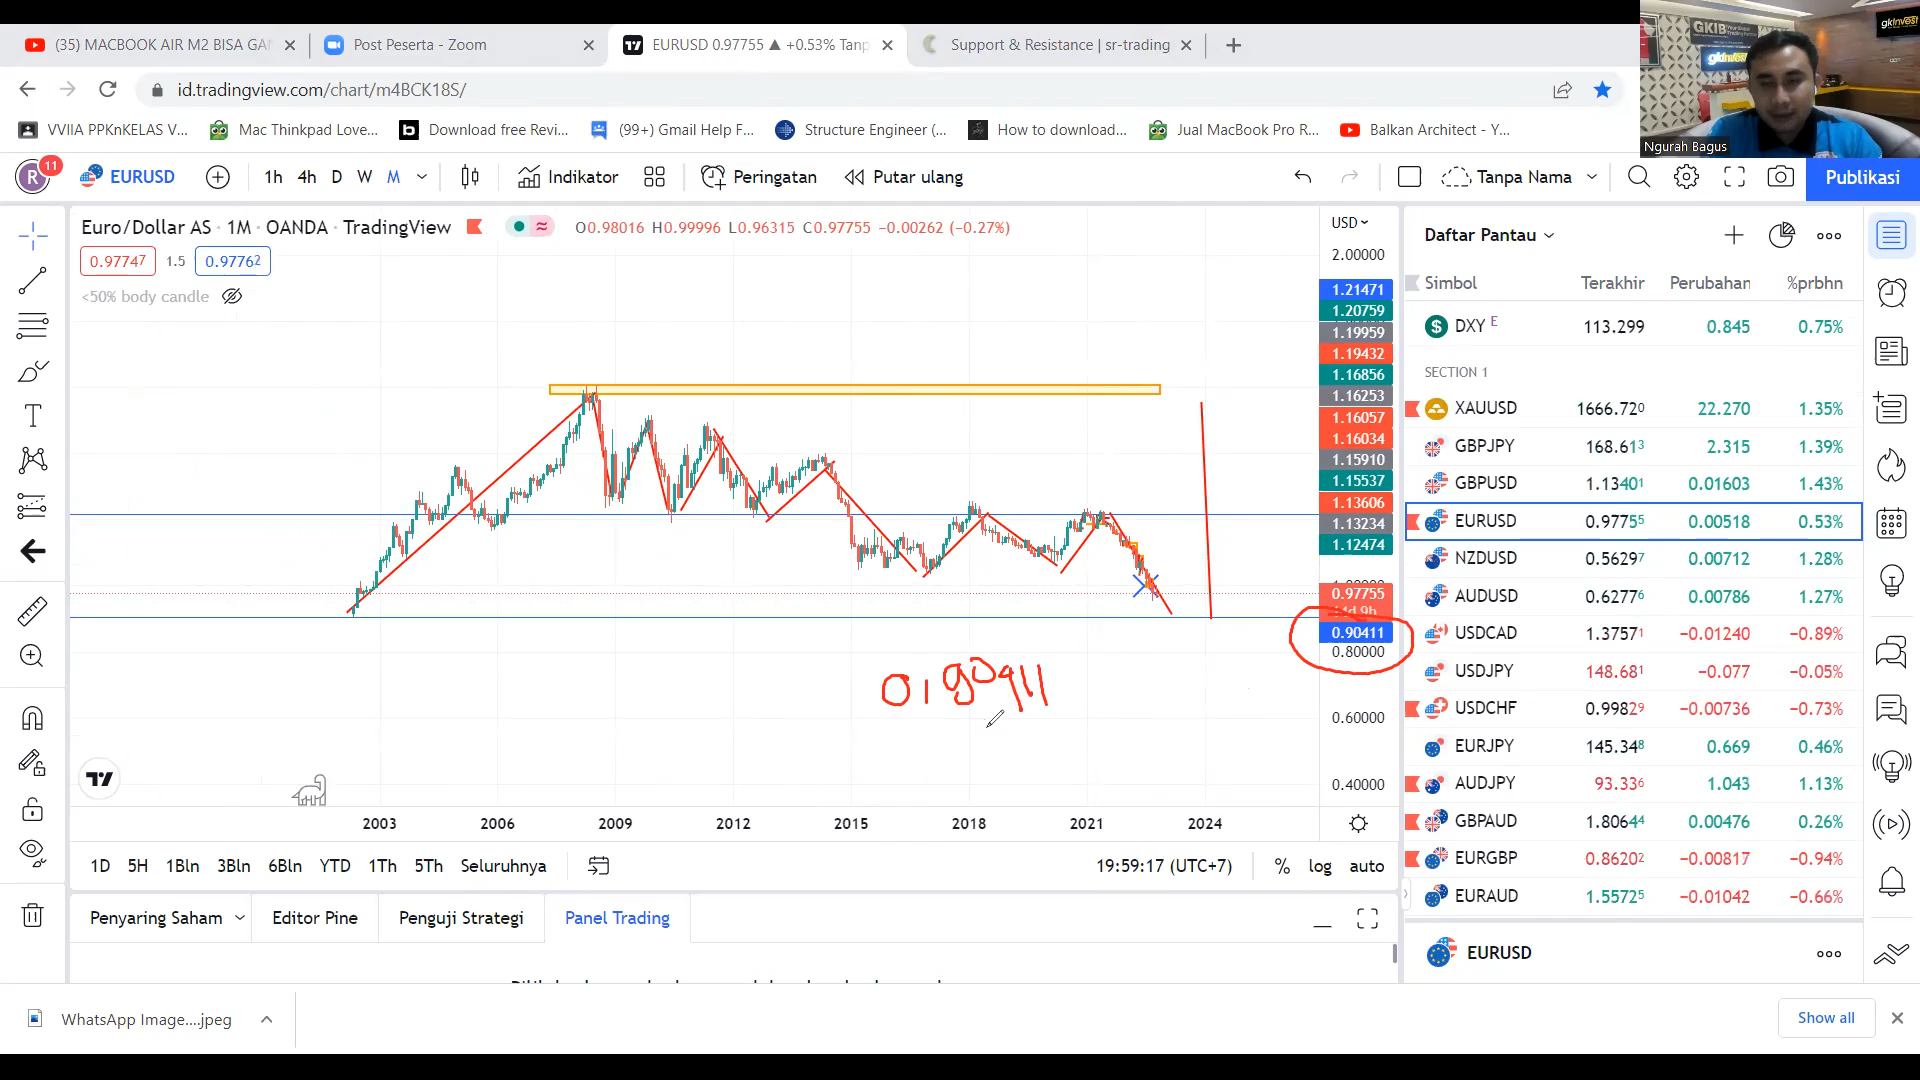 (35) MACBOOK AIR M2 BISA GA
Post Peserta - Zoom
EURUSD 0.97755 ▲ +0.53% Tanp
Support & Resistance | sr-trading
id.tradingview.com/chart/m4BCK18S/
VVIIA PPKnKELAS V...
Mac Thinkpad Love...
Download free Revi...
(99+) Gmail Help F...
Structure Engineer (...
How to download...
Jual MacBook Pro R...
Balkan Architect - Y...
GKInvest
Ngurah Bagus
R 11
EURUSD
1h 4h D W M
Indikator
Peringatan
Putar ulang
Tanpa Nama
Publikasi
Euro/Dollar AS · 1M · OANDA · TradingView
O0.98016 H0.99996 L0.96315 C0.97755 −0.00262 (−0.27%)
0.97747 1.5 0.97762
<50% body candle
USD
2.00000
1.21471
1.20759
1.19959
1.19432
1.16856
1.16253
1.16057
1.16034
1.15910
1.15537
1.13606
1.13234
1.12474
0.97755
0.90411
0.80000
0.60000
0.40000
0,90411
2003 2006 2009 2012 2015 2018 2021 2024
1D 5H 1Bln 3Bln 6Bln YTD 1Th 5Th Seluruhnya
19:59:17 (UTC+7) % log auto
Penyaring Saham
Editor Pine
Penguji Strategi
Panel Trading
Daftar Pantau
Simbol Terakhir Perubahan %prbhn
DXY E 113.299 0.845 0.75%
SECTION 1
XAUUSD 1666.720 22.270 1.35%
GBPJPY 168.613 2.315 1.39%
GBPUSD 1.13401 0.01603 1.43%
EURUSD 0.97755 0.00518 0.53%
NZDUSD 0.56297 0.00712 1.28%
AUDUSD 0.62776 0.00786 1.27%
USDCAD 1.37571 −0.01240 −0.89%
USDJPY 148.681 −0.077 −0.05%
USDCHF 0.99829 −0.00736 −0.73%
EURJPY 145.348 0.669 0.46%
AUDJPY 93.336 1.043 1.13%
GBPAUD 1.80644 0.00476 0.26%
EURGBP 0.86202 −0.00817 −0.94%
EURAUD 1.55725 −0.01042 −0.66%
EURUSD
WhatsApp Image....jpeg
Show all